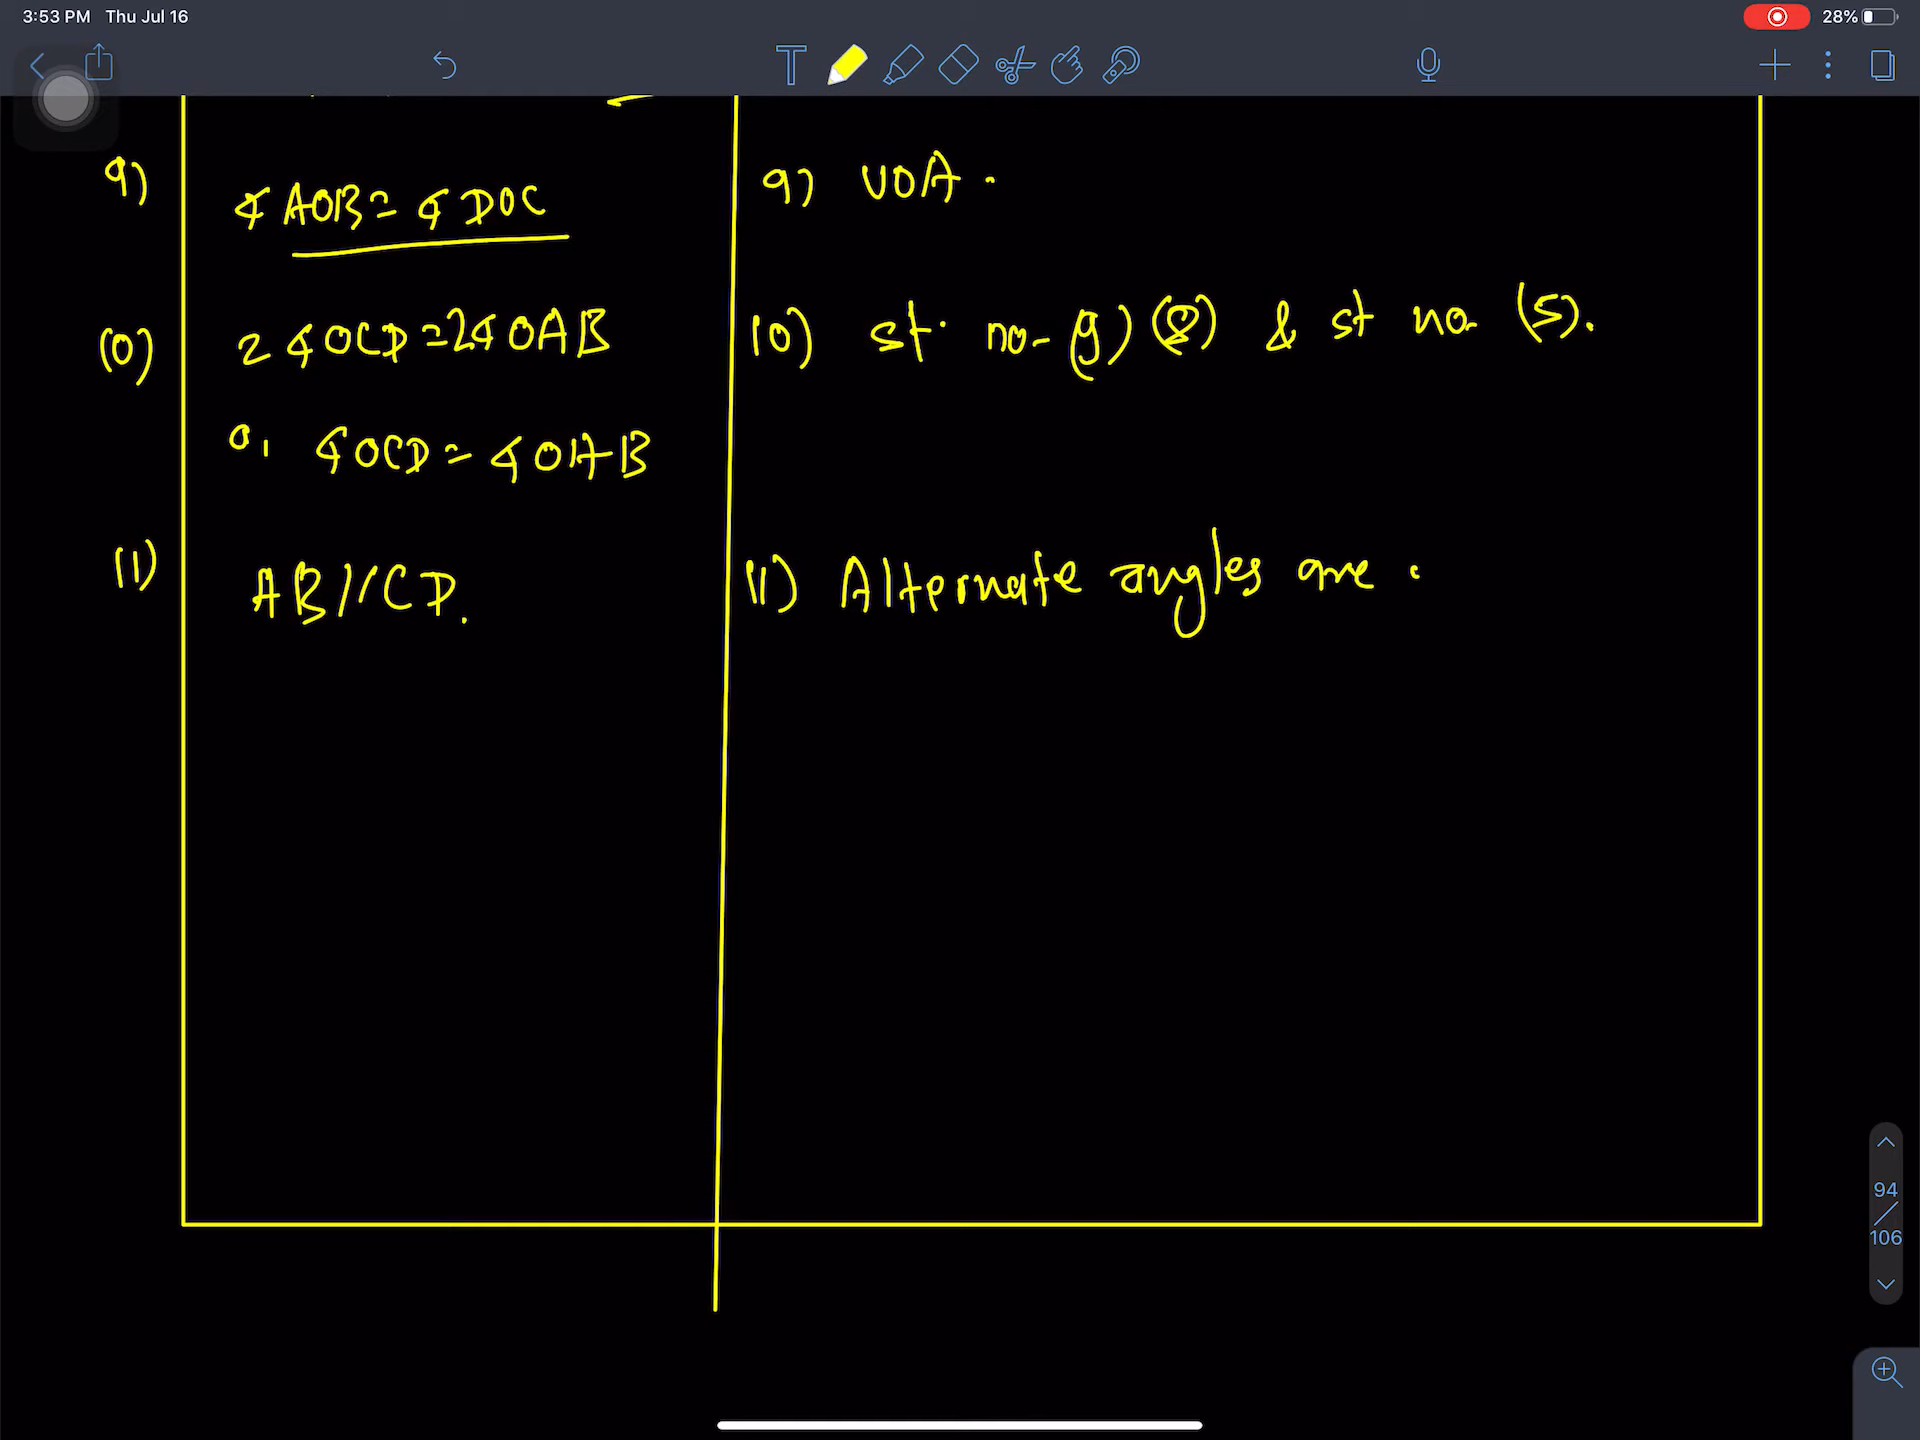 3:53 PM Thu Jul 16
28%
9) ∡AOB = ∡DOC
9) VOA.
10) 2∡OCD = 2∡OAB
10) st. no- (9) (8) & st no- (5).
or, ∡OCD = ∡OAB
11) AB//CD.
11) Alternate angles are
94
106